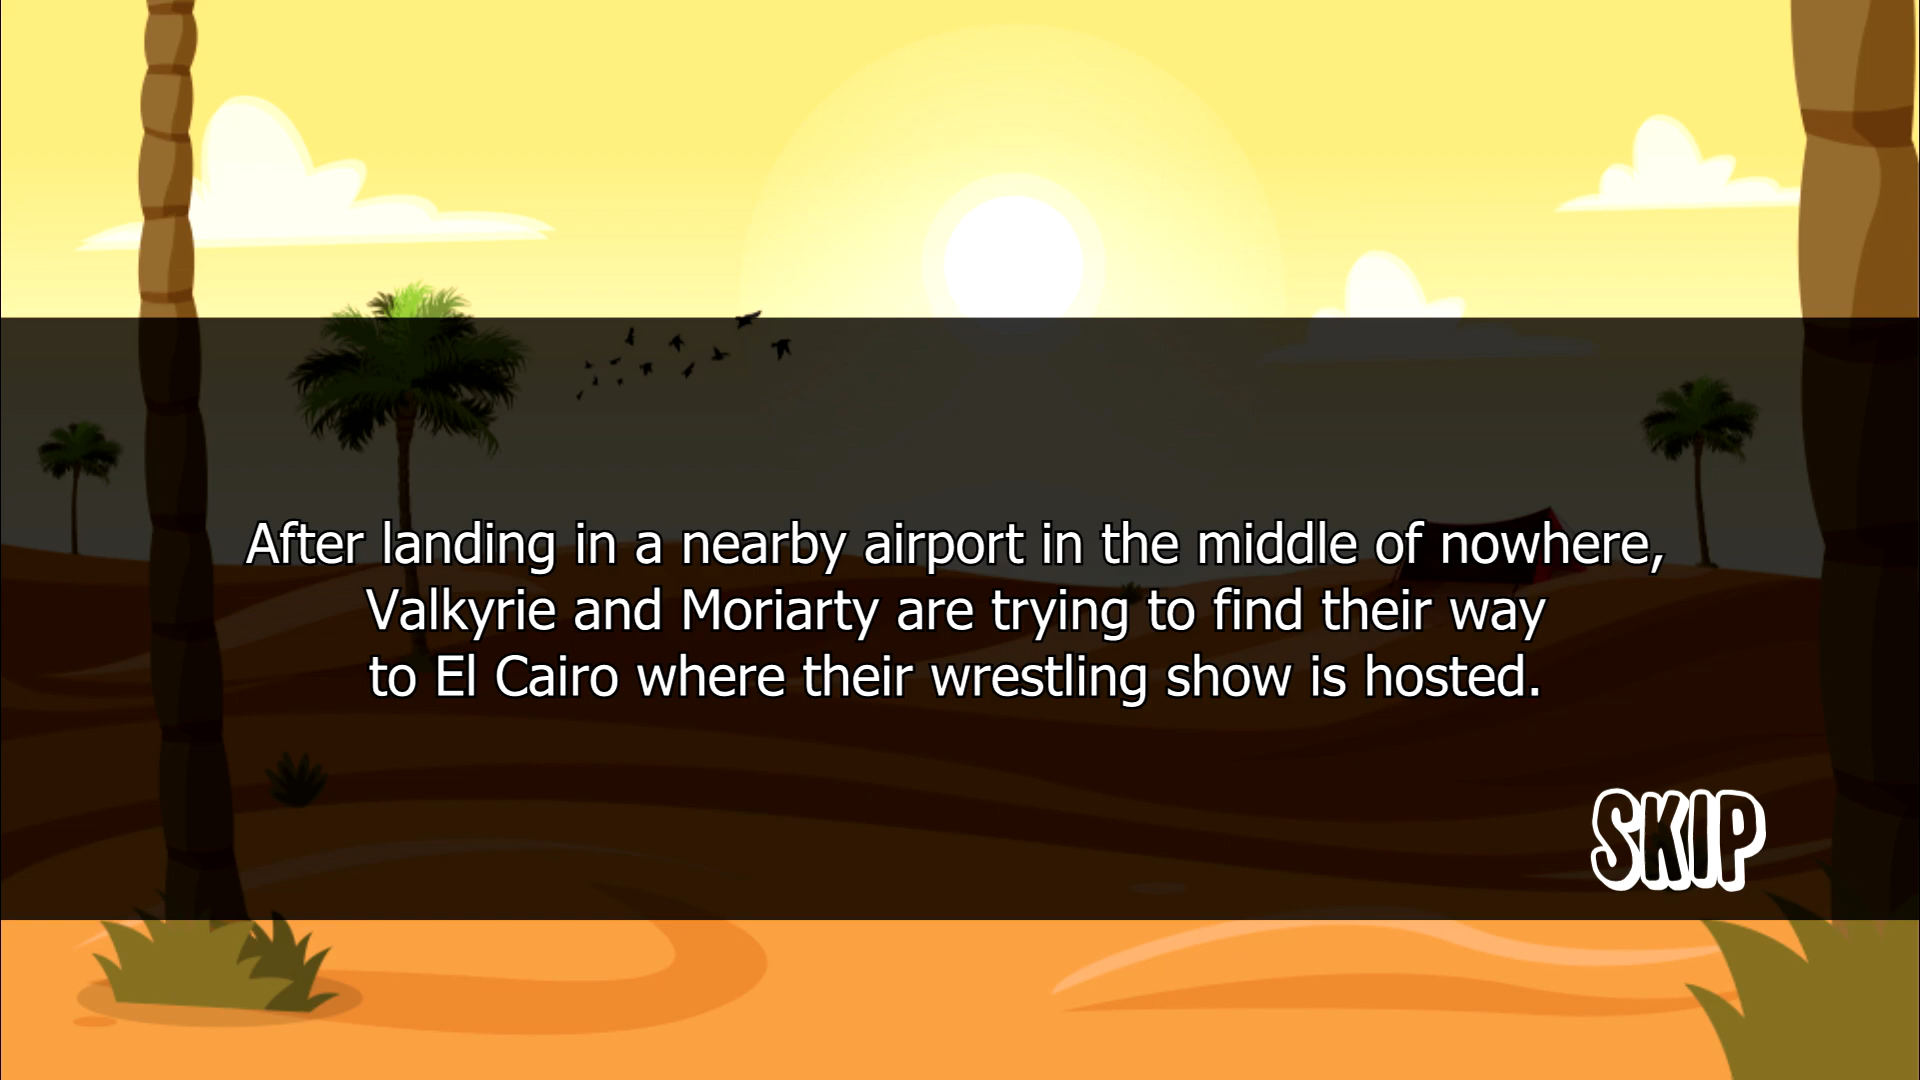 After landing in a nearby airport in the middle of nowhere,
Valkyrie and Moriarty are trying to find their way
to El Cairo where their wrestling show is hosted.
SKIP